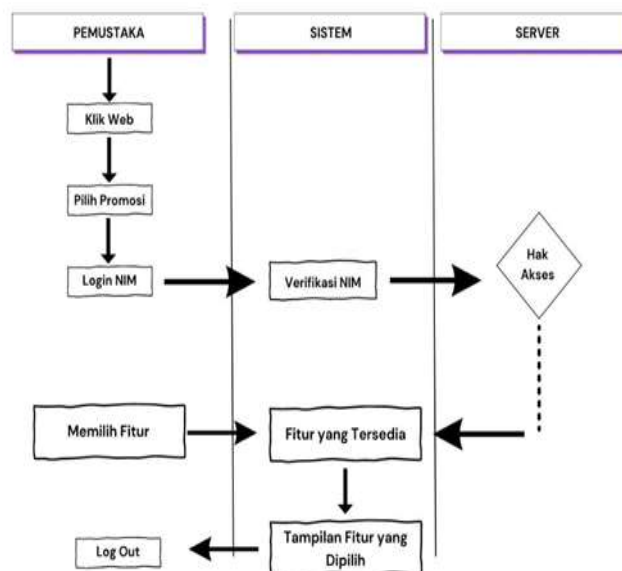 PEMUSTAKA
SISTEM
SERVER
Klik Web
Pilih Promosi
Login NIM
Verifikasi NIM
Hak
Akses
Memilih Fitur
Fitur yang Tersedia
Log Out
Tampilan Fitur yang
Dipilih